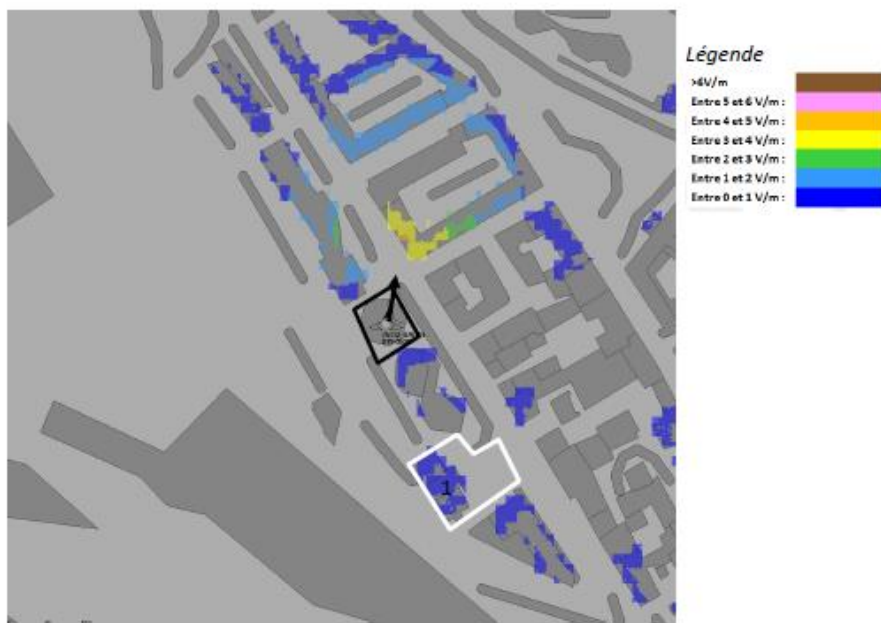 Légende
>6V/m
Entre 5 et 6 V/m :
Entre 4 et 5 V/m :
Entre 3 et 4 V/m :
Entre 2 et 3 V/m :
Entre 1 et 2 V/m :
Entre 0 et 1 V/m :
1